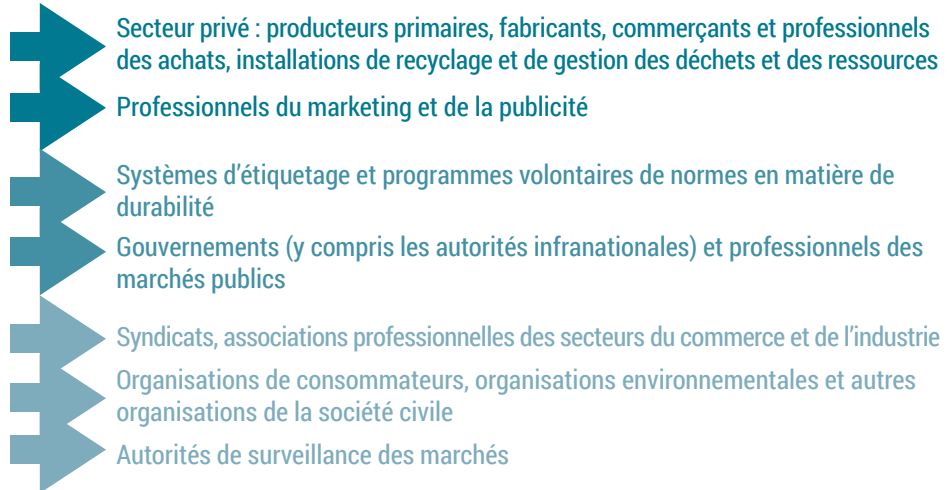 Secteur privé : producteurs primaires, fabricants, commerçants et professionnels
des achats, installations de recyclage et de gestion des déchets et des ressources
Professionnels du marketing et de la publicité
Systèmes d’étiquetage et programmes volontaires de normes en matière de
durabilité
Gouvernements (y compris les autorités infranationales) et professionnels des
marchés publics
Syndicats, associations professionnelles des secteurs du commerce et de l’industrie
Organisations de consommateurs, organisations environnementales et autres
organisations de la société civile
Autorités de surveillance des marchés